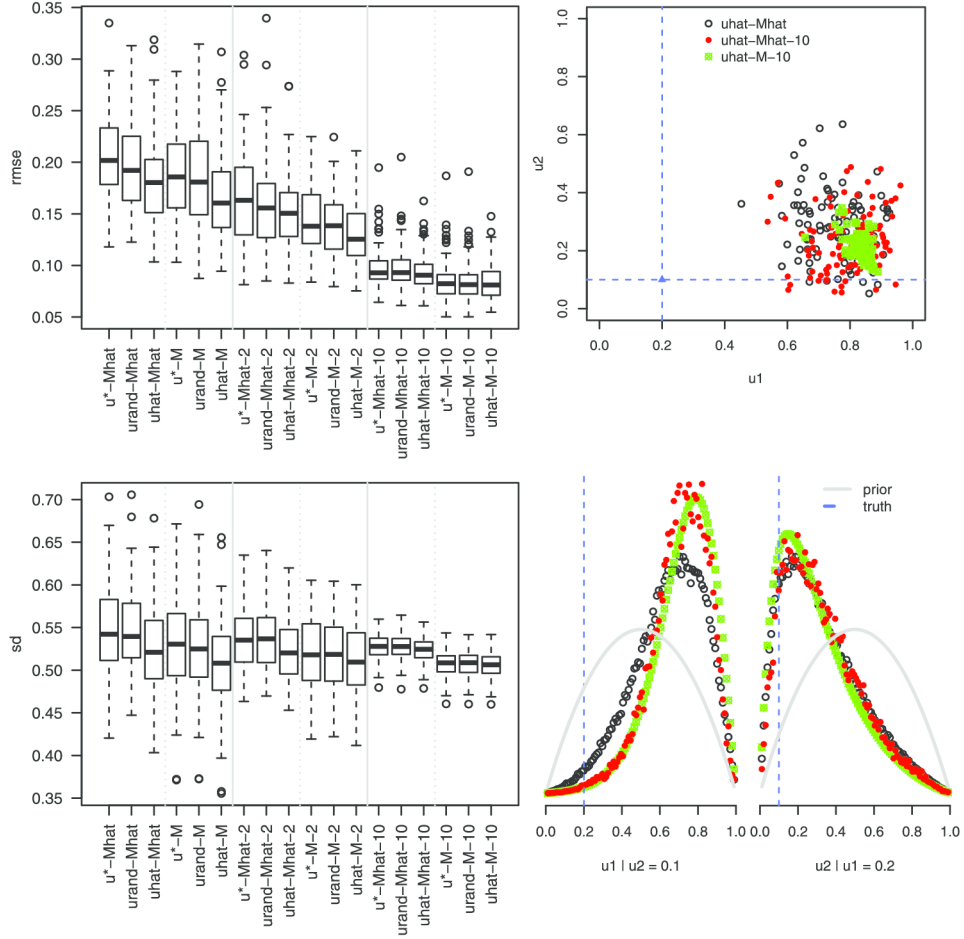 rmse
0.35
0.30
0.25
0.20
0.15
0.10
0.05
u*−Mhat
urand−Mhat
uhat−Mhat
u*−M
urand−M
uhat−M
u*−Mhat−2
urand−Mhat−2
uhat−Mhat−2
u*−M−2
urand−M−2
uhat−M−2
u*−Mhat−10
urand−Mhat−10
uhat−Mhat−10
u*−M−10
urand−M−10
uhat−M−10
u2
1.0
0.8
0.6
0.4
0.2
0.0
uhat−Mhat
uhat−Mhat−10
uhat−M−10
0.0 0.2 0.4 0.6 0.8 1.0
u1
sd
0.70
0.65
0.60
0.55
0.50
0.45
0.40
0.35
u*−Mhat
urand−Mhat
uhat−Mhat
u*−M
urand−M
uhat−M
u*−Mhat−2
urand−Mhat−2
uhat−Mhat−2
u*−M−2
urand−M−2
uhat−M−2
u*−Mhat−10
urand−Mhat−10
uhat−Mhat−10
u*−M−10
urand−M−10
uhat−M−10
prior
truth
0.0 0.2 0.4 0.6 0.8 1.0
u1 | u2 = 0.1
0.0 0.2 0.4 0.6 0.8 1.0
u2 | u1 = 0.2